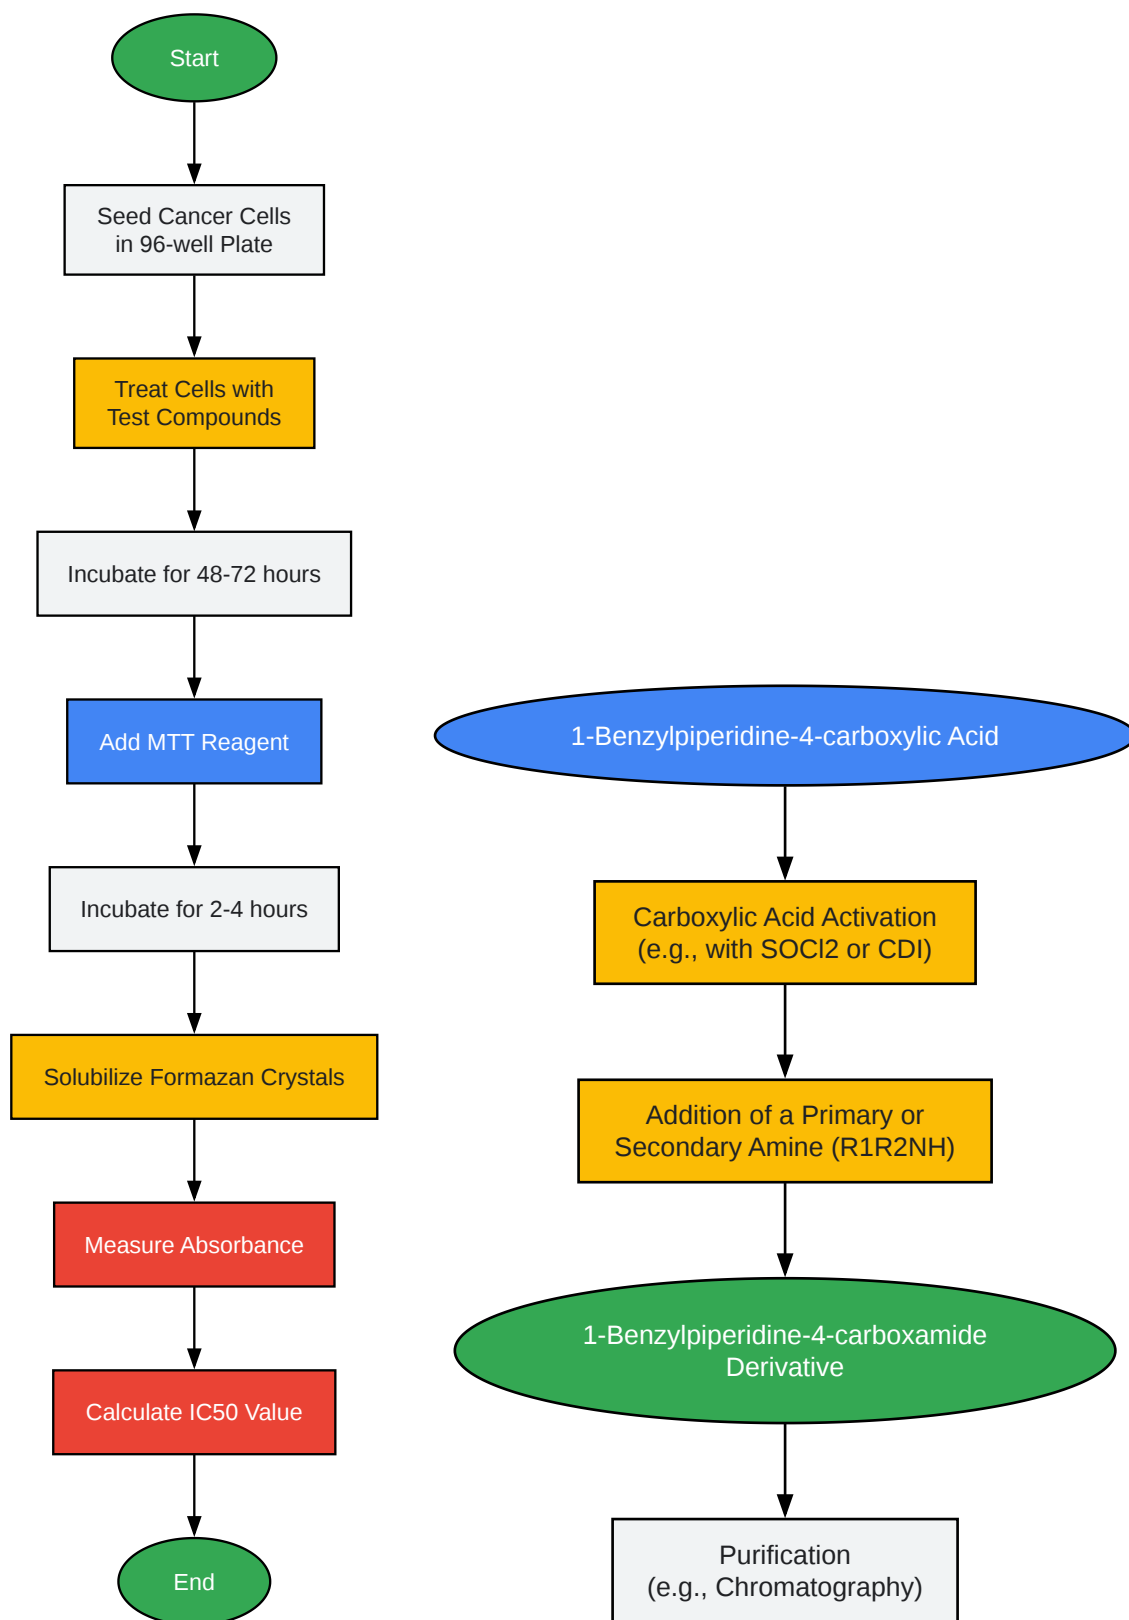 Start
Seed Cancer Cells
in 96-well Plate
Treat Cells with
Test Compounds
Incubate for 48-72 hours
Add MTT Reagent
Incubate for 2-4 hours
Solubilize Formazan Crystals
Measure Absorbance
Calculate IC50 Value
End
1-Benzylpiperidine-4-carboxylic Acid
Carboxylic Acid Activation
(e.g., with SOCl2 or CDI)
Addition of a Primary or
Secondary Amine (R1R2NH)
1-Benzylpiperidine-4-carboxamide
Derivative
Purification
(e.g., Chromatography)